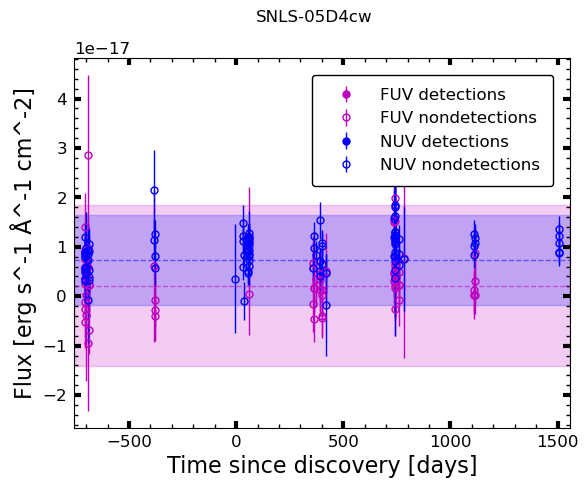 SNLS-05D4cw
1e−17
FUV detections
FUV nondetections
NUV detections
NUV nondetections
4
3
2
1
0
−1
−2
Flux [erg s^-1 Å^-1 cm^-2]
−500
0
500
1000
1500
Time since discovery [days]